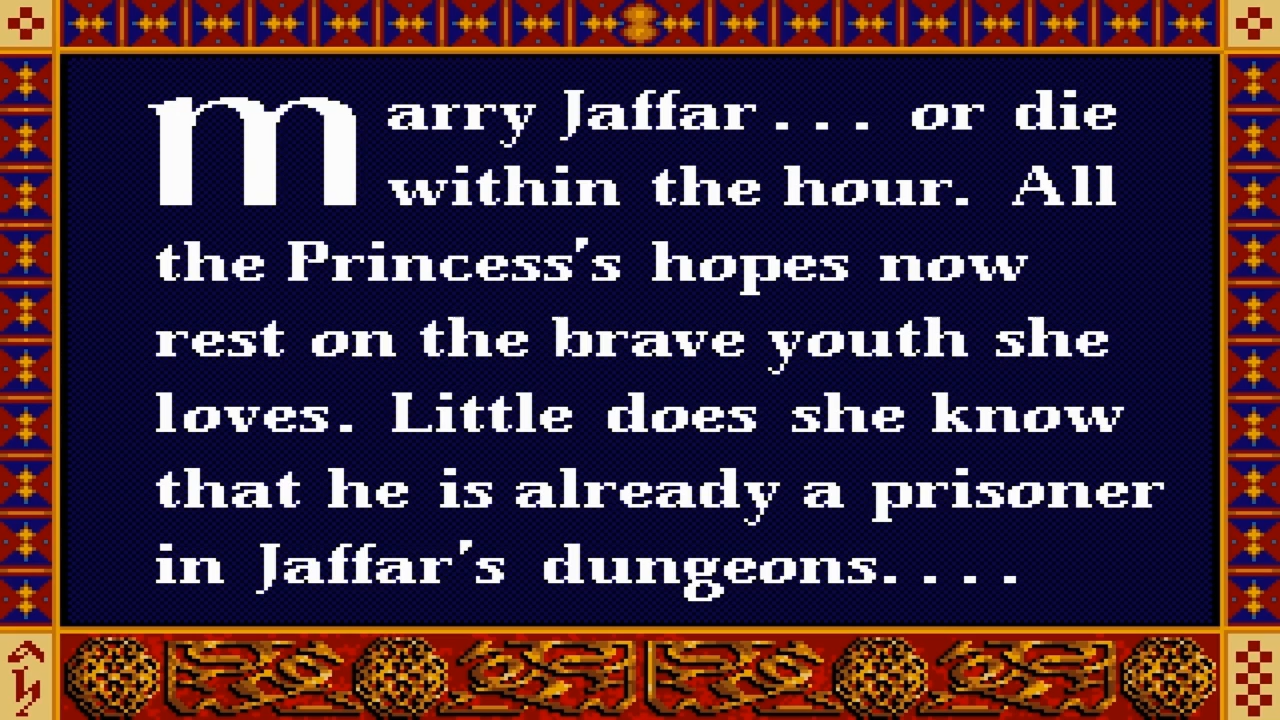 Marry Jaffar... or die
within the hour. All
the Princess's hopes now
rest on the brave youth she
loves. Little does she know
that he is already a prisoner
in Jaffar's dungeons....